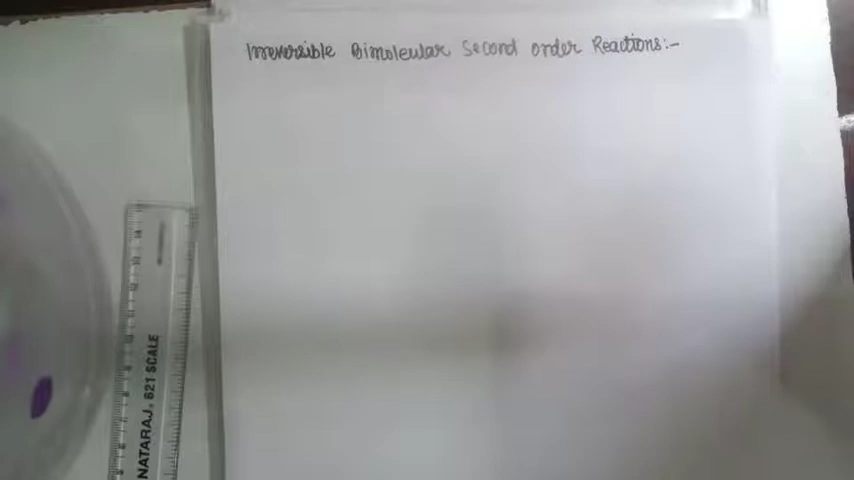 Irreversible Bimolecular Second order Reactions:-
NATARAJ 621 SCALE